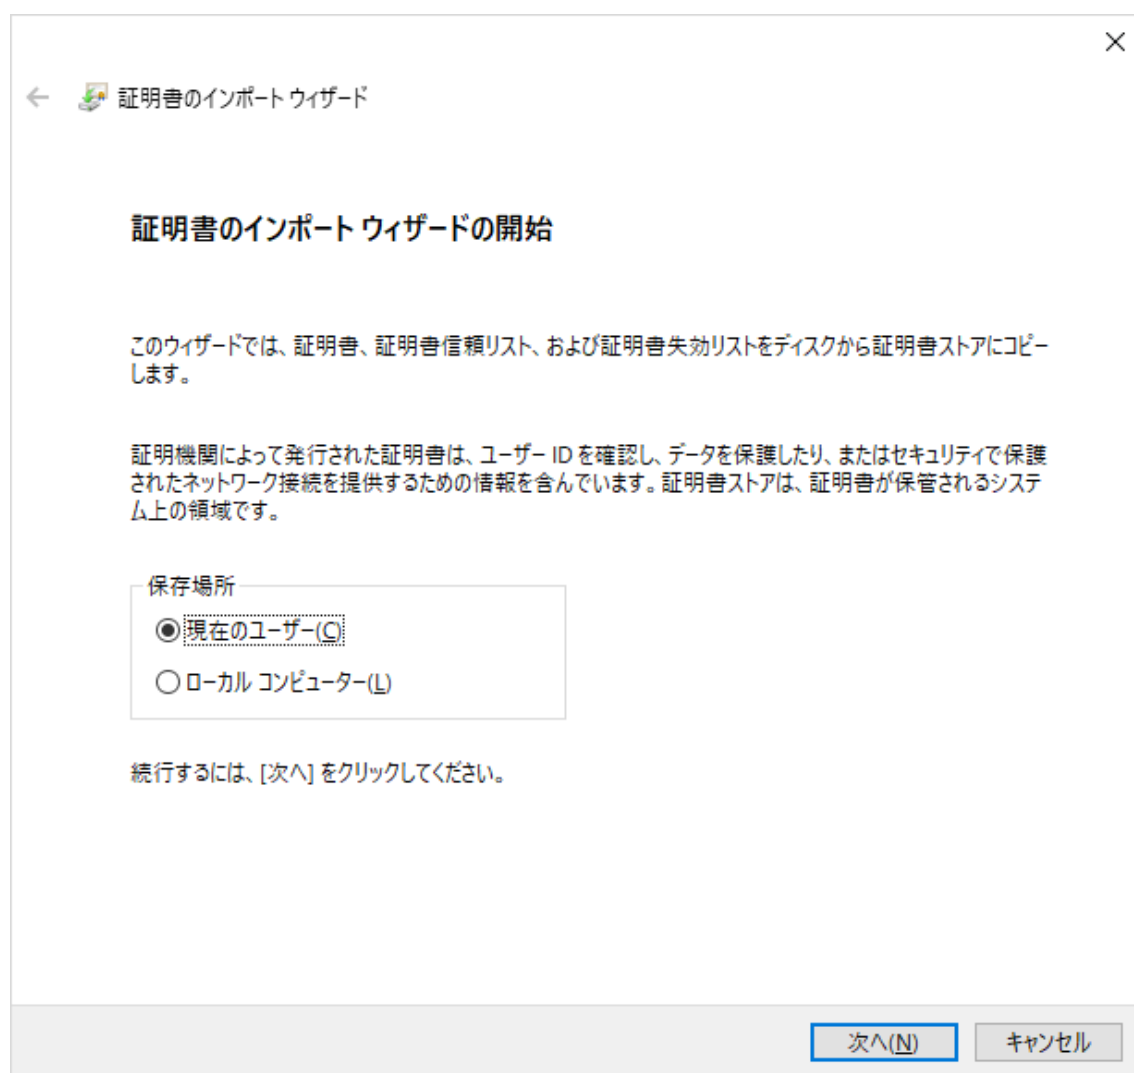 証明書のインポート ウィザード
証明書のインポート ウィザードの開始
このウィザードでは、証明書、証明書信頼リスト、および証明書失効リストをディスクから証明書ストアにコピー
します。
証明機関によって発行された証明書は、ユーザー ID を確認し、データを保護したり、またはセキュリティで保護
されたネットワーク接続を提供するための情報を含んでいます。証明書ストアは、証明書が保管されるシステ
ム上の領域です。
保存場所
現在のユーザー(C)
ローカル コンピューター(L)
続行するには、[次へ] をクリックしてください。
次へ(N)
キャンセル